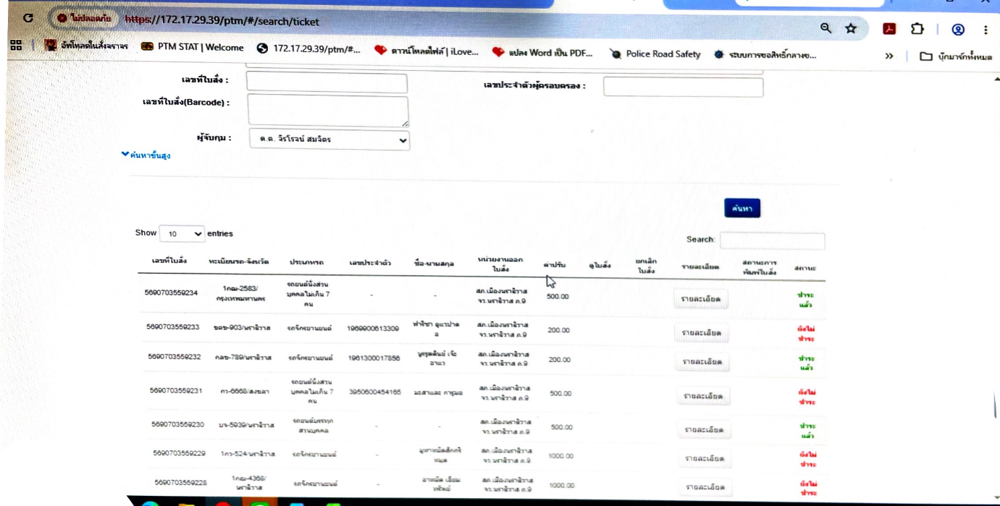 ไม่ปลอดภัย https://172.17.29.39/ptm/#/search/ticket
อัพโหลดใบสั่งจราจร PTM STAT | Welcome 172.17.29.39/ptm/#... ดาวน์โหลดไฟล์ | iLove... แปลง Word เป็น PDF... Police Road Safety ระบบการขอสิทธิ์กลางข... บุ๊กมาร์กทั้งหมด
เลขที่ใบสั่ง : เลขประจำตัวผู้ครอบครอง :
เลขที่ใบสั่ง(Barcode) :
ผู้จับกุม : ด.ต. จิรโรจน์ สมจิตร
ค้นหาขั้นสูง
ค้นหา
Show 10 entries Search:
เลขที่ใบสั่ง ทะเบียนรถ-จังหวัด ประเภทรถ เลขประจำตัว ชื่อ-นามสกุล หน่วยงานออก ค่าปรับ ดูใบสั่ง ยกเลิก รายละเอียด สถานะการ สถานะ
ใบสั่ง ใบสั่ง พิมพ์ใบสั่ง
รถยนต์นั่งส่วน
5690703559234 -2583/ บุคคลไม่เกิน 7 - - สภ.เมืองนราธิวาส 500.00 รายละเอียด ชำระ
กรุงเทพมหานคร คน จว.นราธิวาส ภ.9 แล้ว
5690703559233 -903/นราธิวาส รถจักรยานยนต์ 1969900613309 สภ.เมืองนราธิวาส 200.00 รายละเอียด ยังไม่
จว.นราธิวาส ภ.9 ชำระ
5690703559232 -789/นราธิวาส รถจักรยานยนต์ 1961300017856 สภ.เมืองนราธิวาส 200.00 รายละเอียด ชำระ
จว.นราธิวาส ภ.9 แล้ว
รถยนต์นั่งส่วน
5690703559231 กว-6668/สงขลา บุคคลไม่เกิน 7 3950600454165 สภ.เมืองนราธิวาส 500.00 รายละเอียด ยังไม่
คน จว.นราธิวาส ภ.9 ชำระ
5690703559230 -5939/นราธิวาส รถยนต์บรรทุก - - สภ.เมืองนราธิวาส 500.00 รายละเอียด ชำระ
ส่วนบุคคล จว.นราธิวาส ภ.9 แล้ว
5690703559229 -524/นราธิวาส รถจักรยานยนต์ - สภ.เมืองนราธิวาส 1000.00 รายละเอียด ยังไม่
จว.นราธิวาส ภ.9 ชำระ
5690703559228 -4368/ รถจักรยานยนต์ - สภ.เมืองนราธิวาส 1000.00 รายละเอียด ยังไม่
นราธิวาส จว.นราธิวาส ภ.9 ชำระ